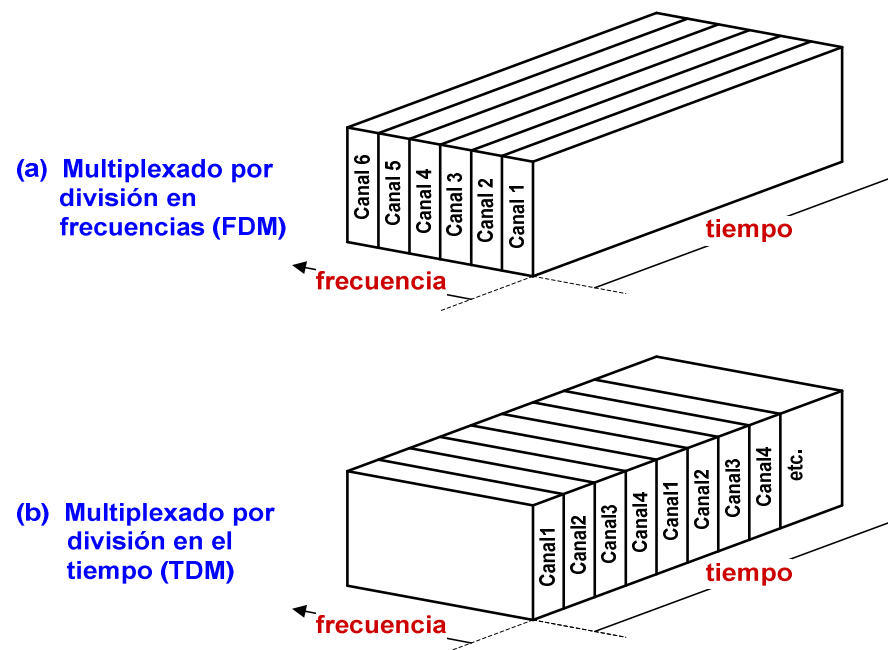 (a) Multiplexado por
división en
frecuencias (FDM)
Canal 6
Canal 5
Canal 4
Canal 3
Canal 2
Canal 1
tiempo
frecuencia
(b) Multiplexado por
división en el
tiempo (TDM)
Canal1
Canal2
Canal3
Canal4
Canal1
Canal2
Canal3
Canal4
etc.
tiempo
frecuencia